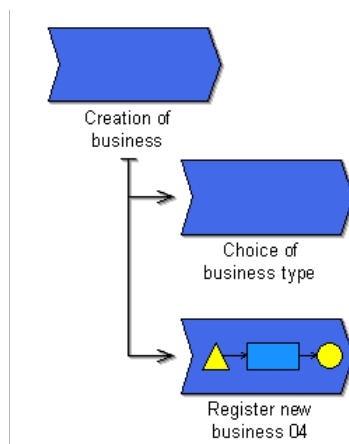 Creation of
business
Choice of
business type
Register new
business 04